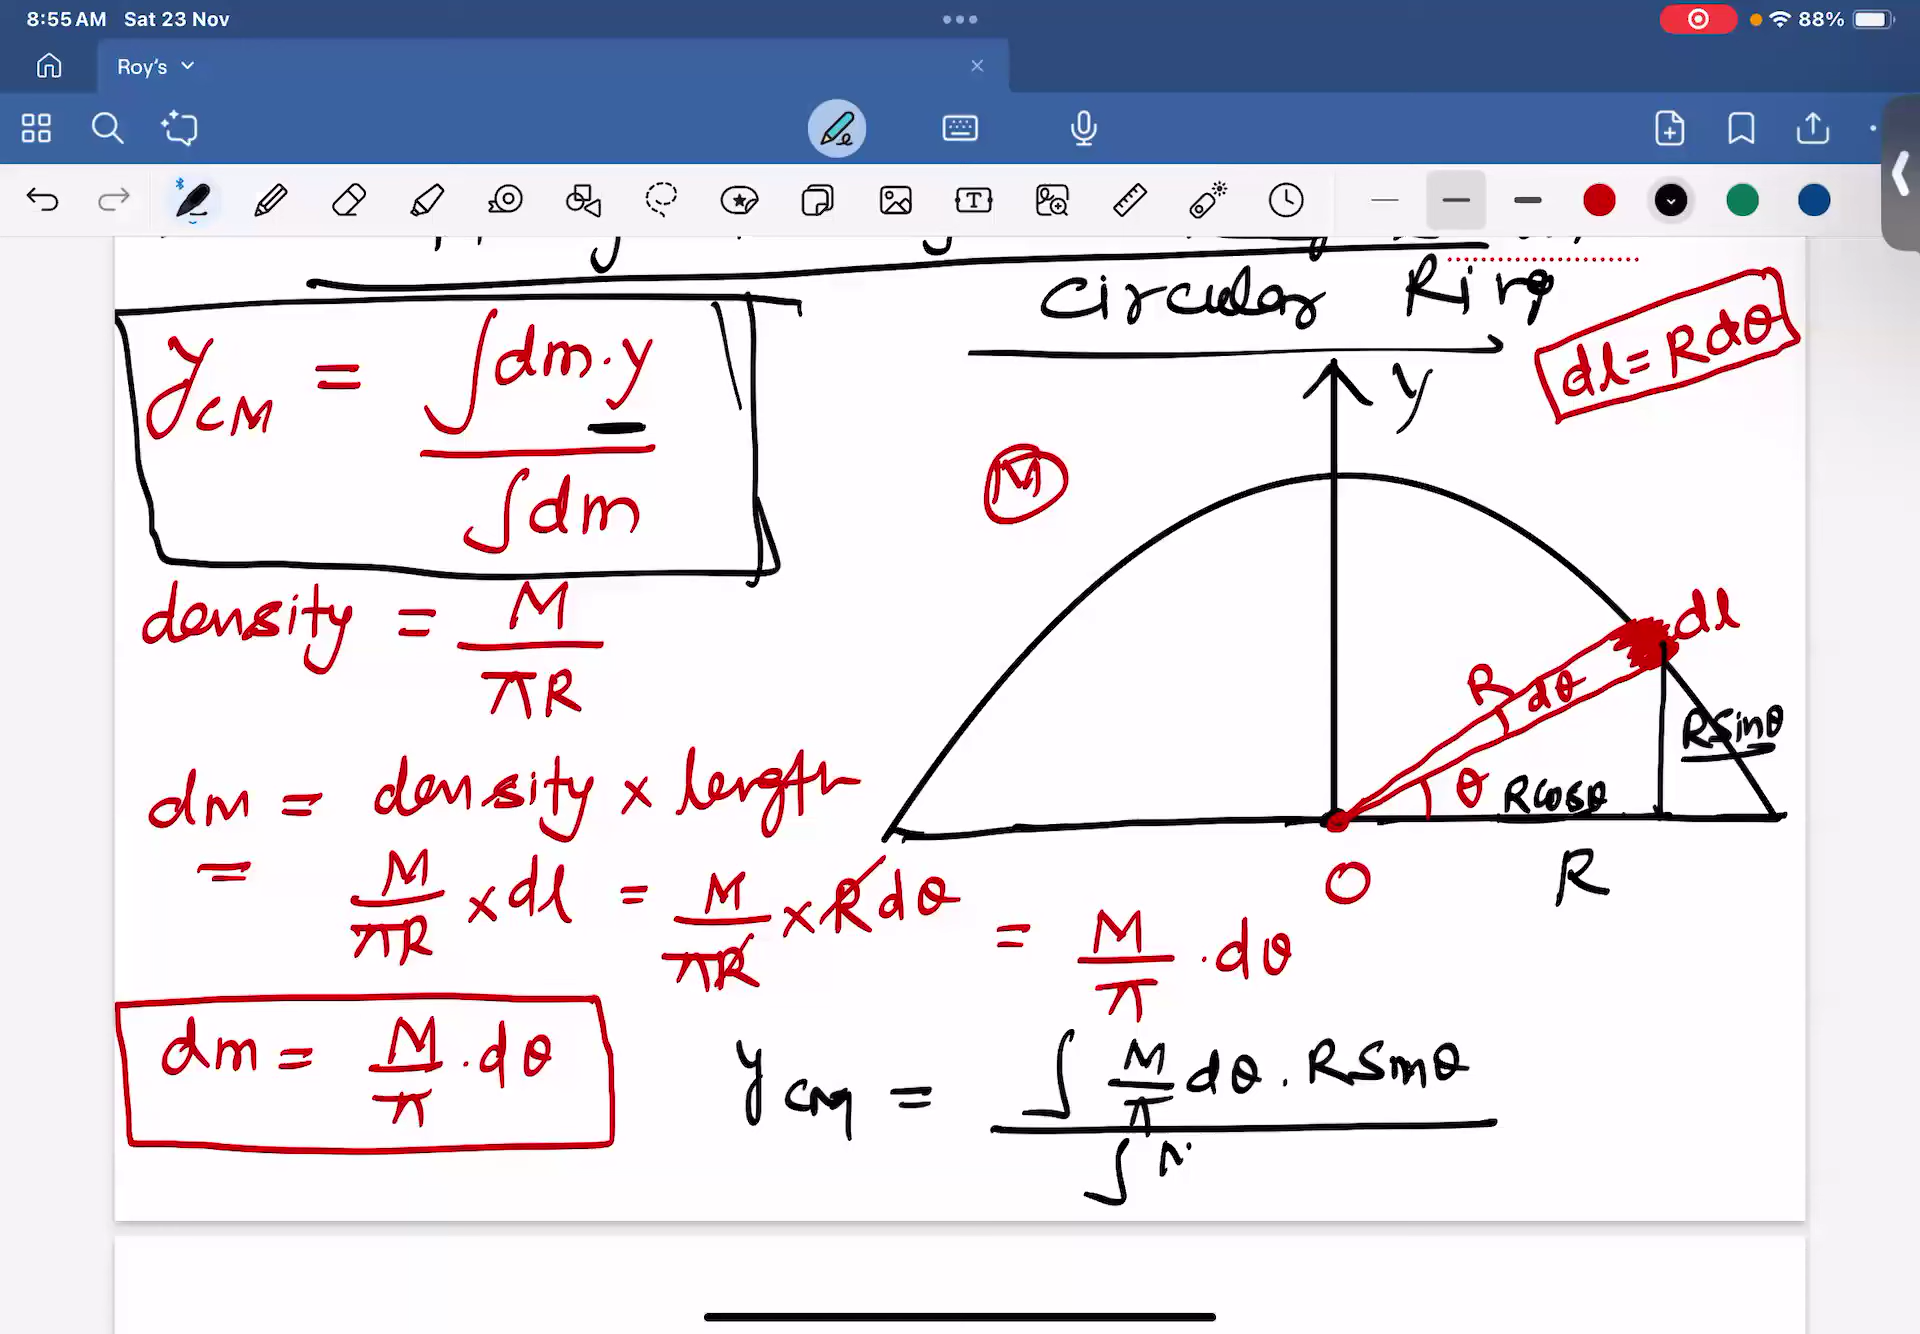 8:55 AM Sat 23 Nov
88%
Roy's
Circular Ring
y_CM = ∫dm·y / ∫dm
dl = Rdθ
y
M
density = M / πR
dl
R dθ
RSinθ
θ RCosθ
O R
dm = density × length
= M/πR × dl = M/πR × Rdθ = M/π · dθ
dm = M/π · dθ
y_CM = ∫ M/π dθ . RSinθ / ∫